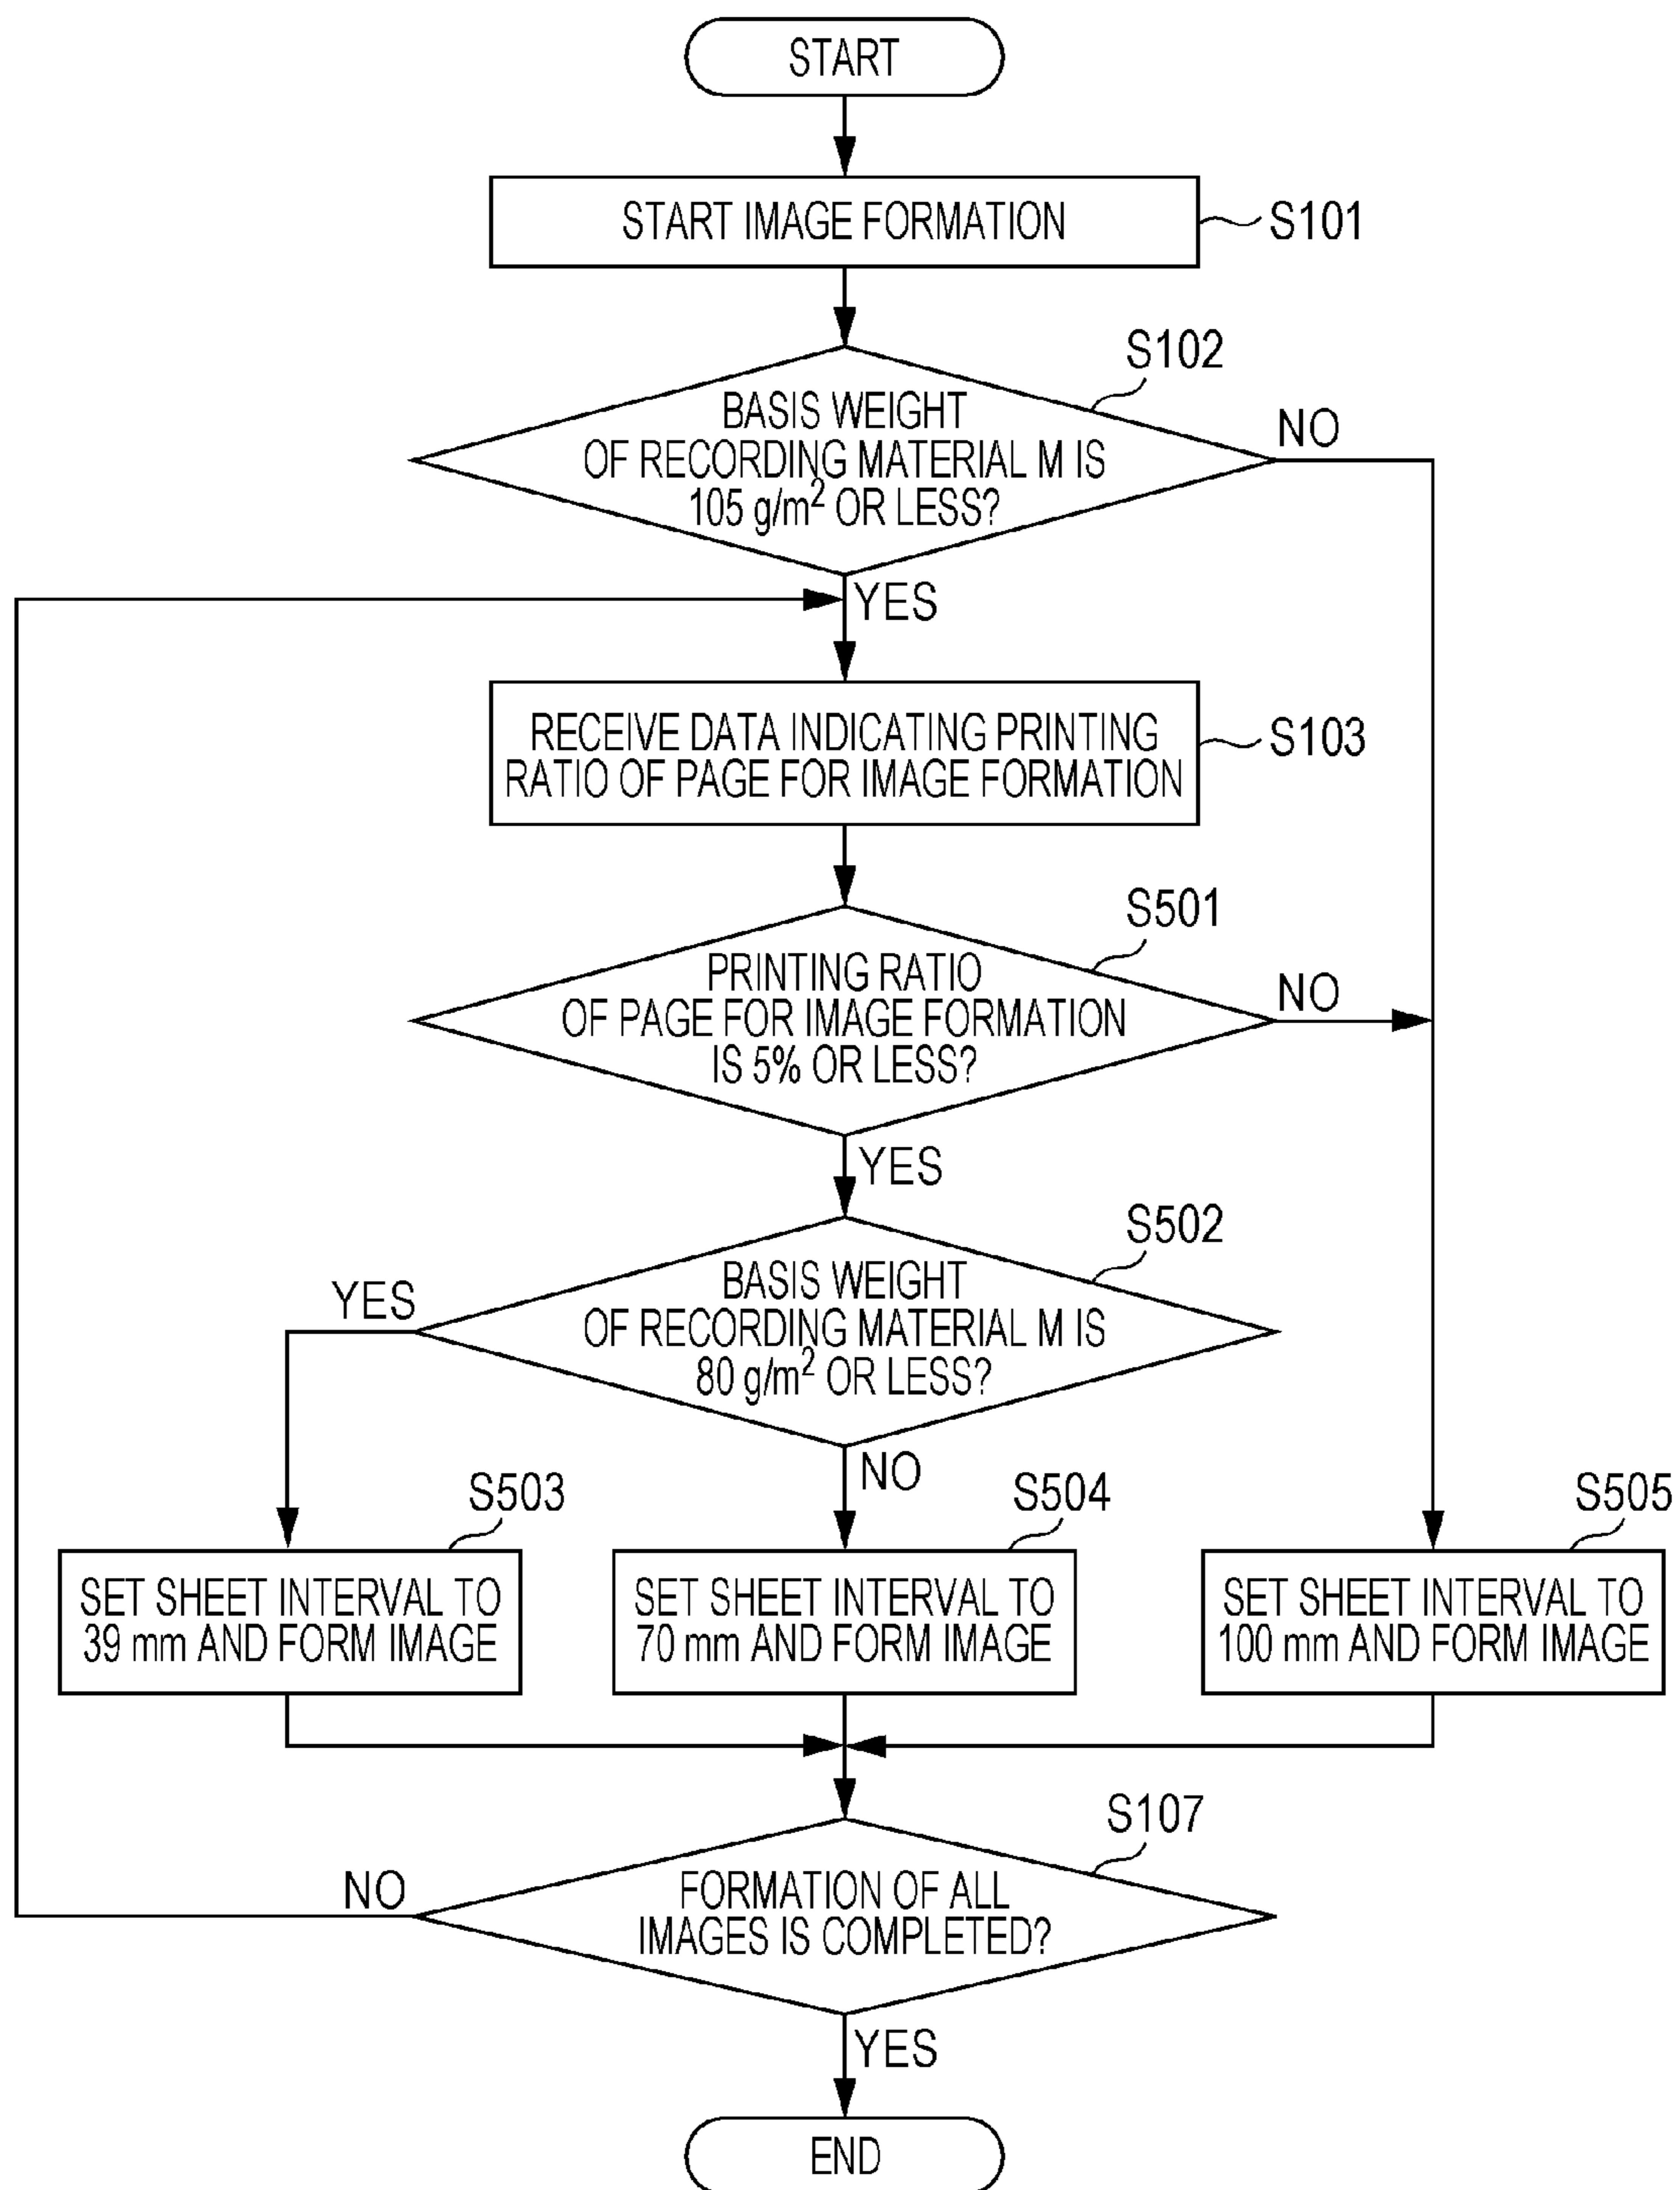 START
START IMAGE FORMATION
S101
S102
BASIS WEIGHT
OF RECORDING MATERIAL M IS
105 g/m² OR LESS?
NO
YES
RECEIVE DATA INDICATING PRINTING
RATIO OF PAGE FOR IMAGE FORMATION
S103
S501
PRINTING RATIO
OF PAGE FOR IMAGE FORMATION
IS 5% OR LESS?
NO
YES
S502
BASIS WEIGHT
OF RECORDING MATERIAL M IS
80 g/m² OR LESS?
YES
NO
S503
SET SHEET INTERVAL TO
39 mm AND FORM IMAGE
S504
SET SHEET INTERVAL TO
70 mm AND FORM IMAGE
S505
SET SHEET INTERVAL TO
100 mm AND FORM IMAGE
S107
FORMATION OF ALL
IMAGES IS COMPLETED?
NO
YES
END